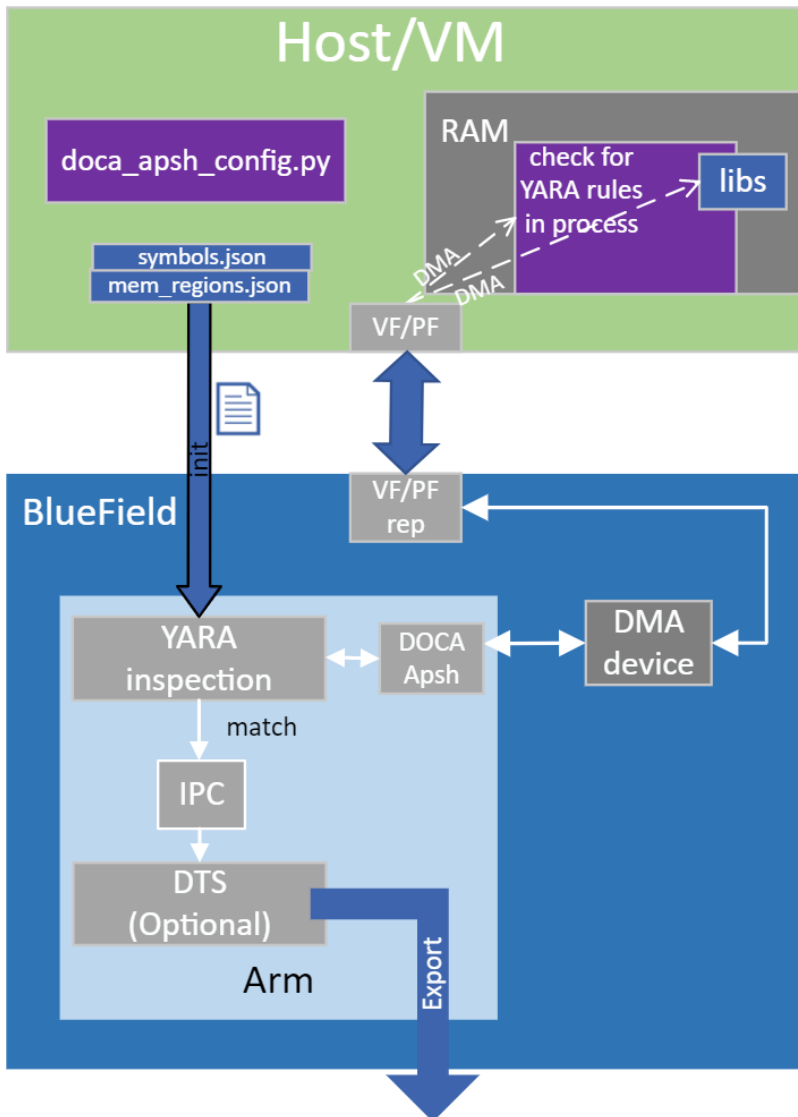 Host/VM
doca_apsh_config.py
RAM
check for
YARA rules
in process
libs
symbols.json
mem_regions.json
DMA
DMA
VF/PF
init
BlueField
VF/PF
rep
YARA
inspection
DOCA
Apsh
DMA
device
match
IPC
DTS
(Optional)
Export
Arm